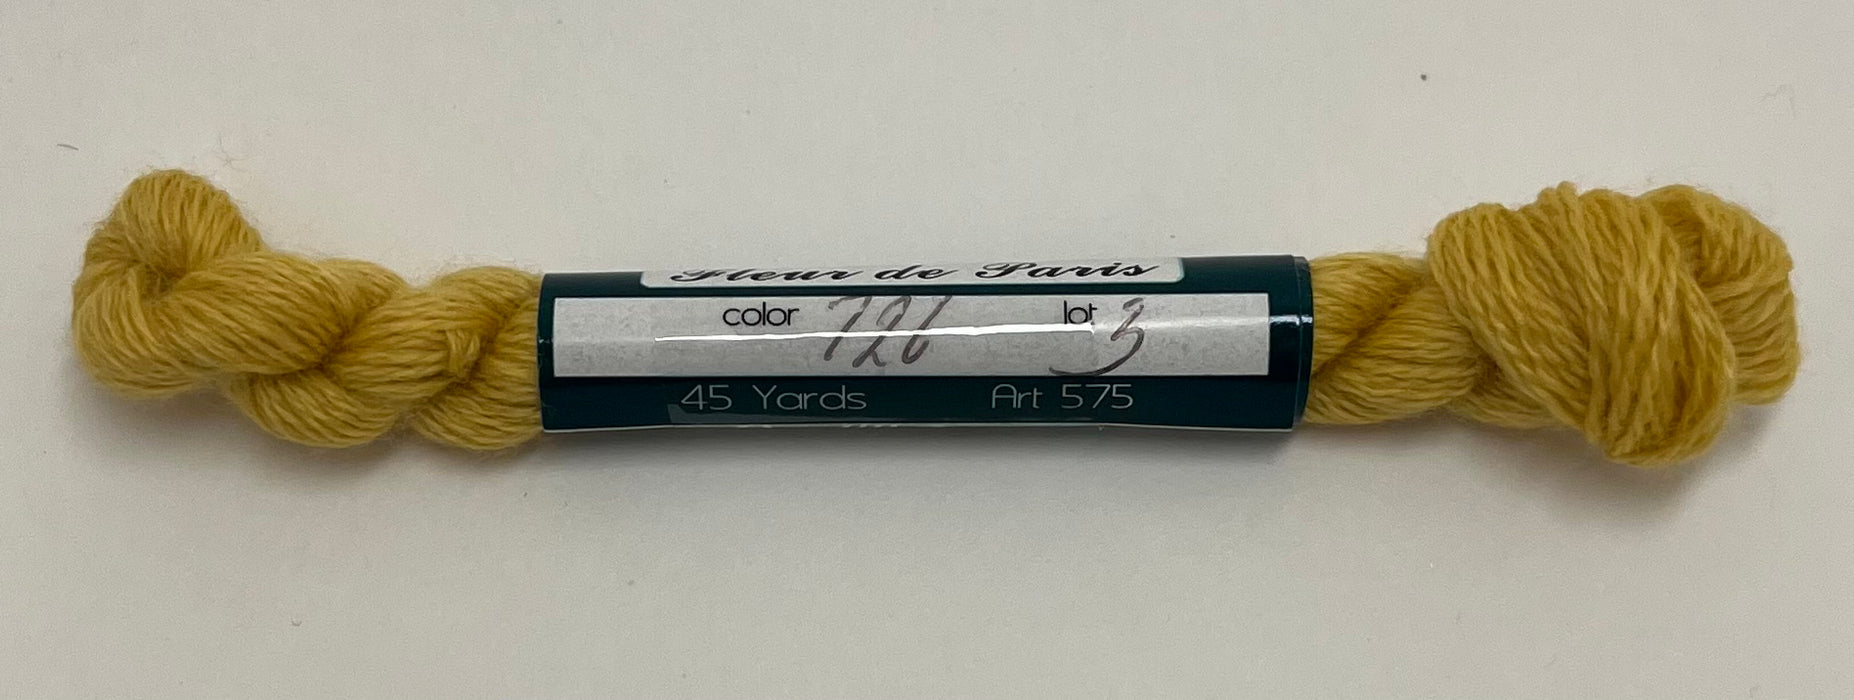 Fleur de Paris
color 726 lot 3
45 Yards Art 575